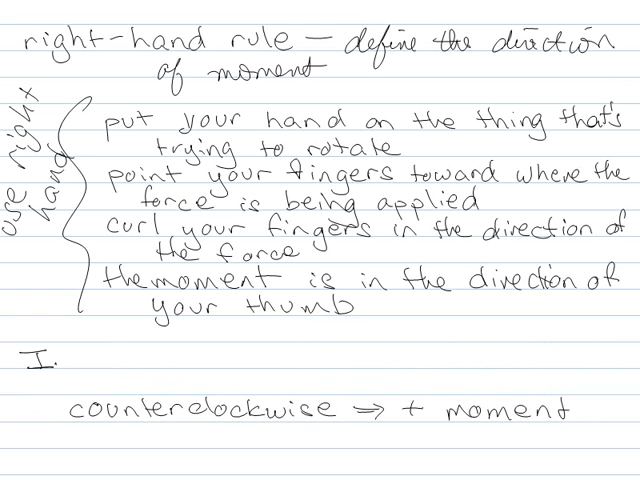 right-hand rule — define the direction
of moment
use right
hand
put your hand on the thing that's
trying to rotate
point your fingers toward where the
force is being applied
curl your fingers in the direction of
the force
the moment is in the direction of
your thumb
I.
counterclockwise ⇒ + moment